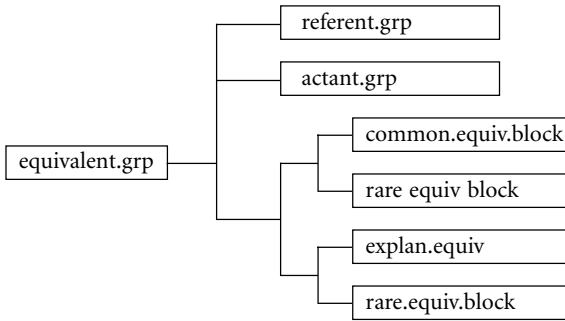 referent.grp
actant.grp
common.equiv.block
equivalent.grp
rare equiv block
explan.equiv
rare.equiv.block